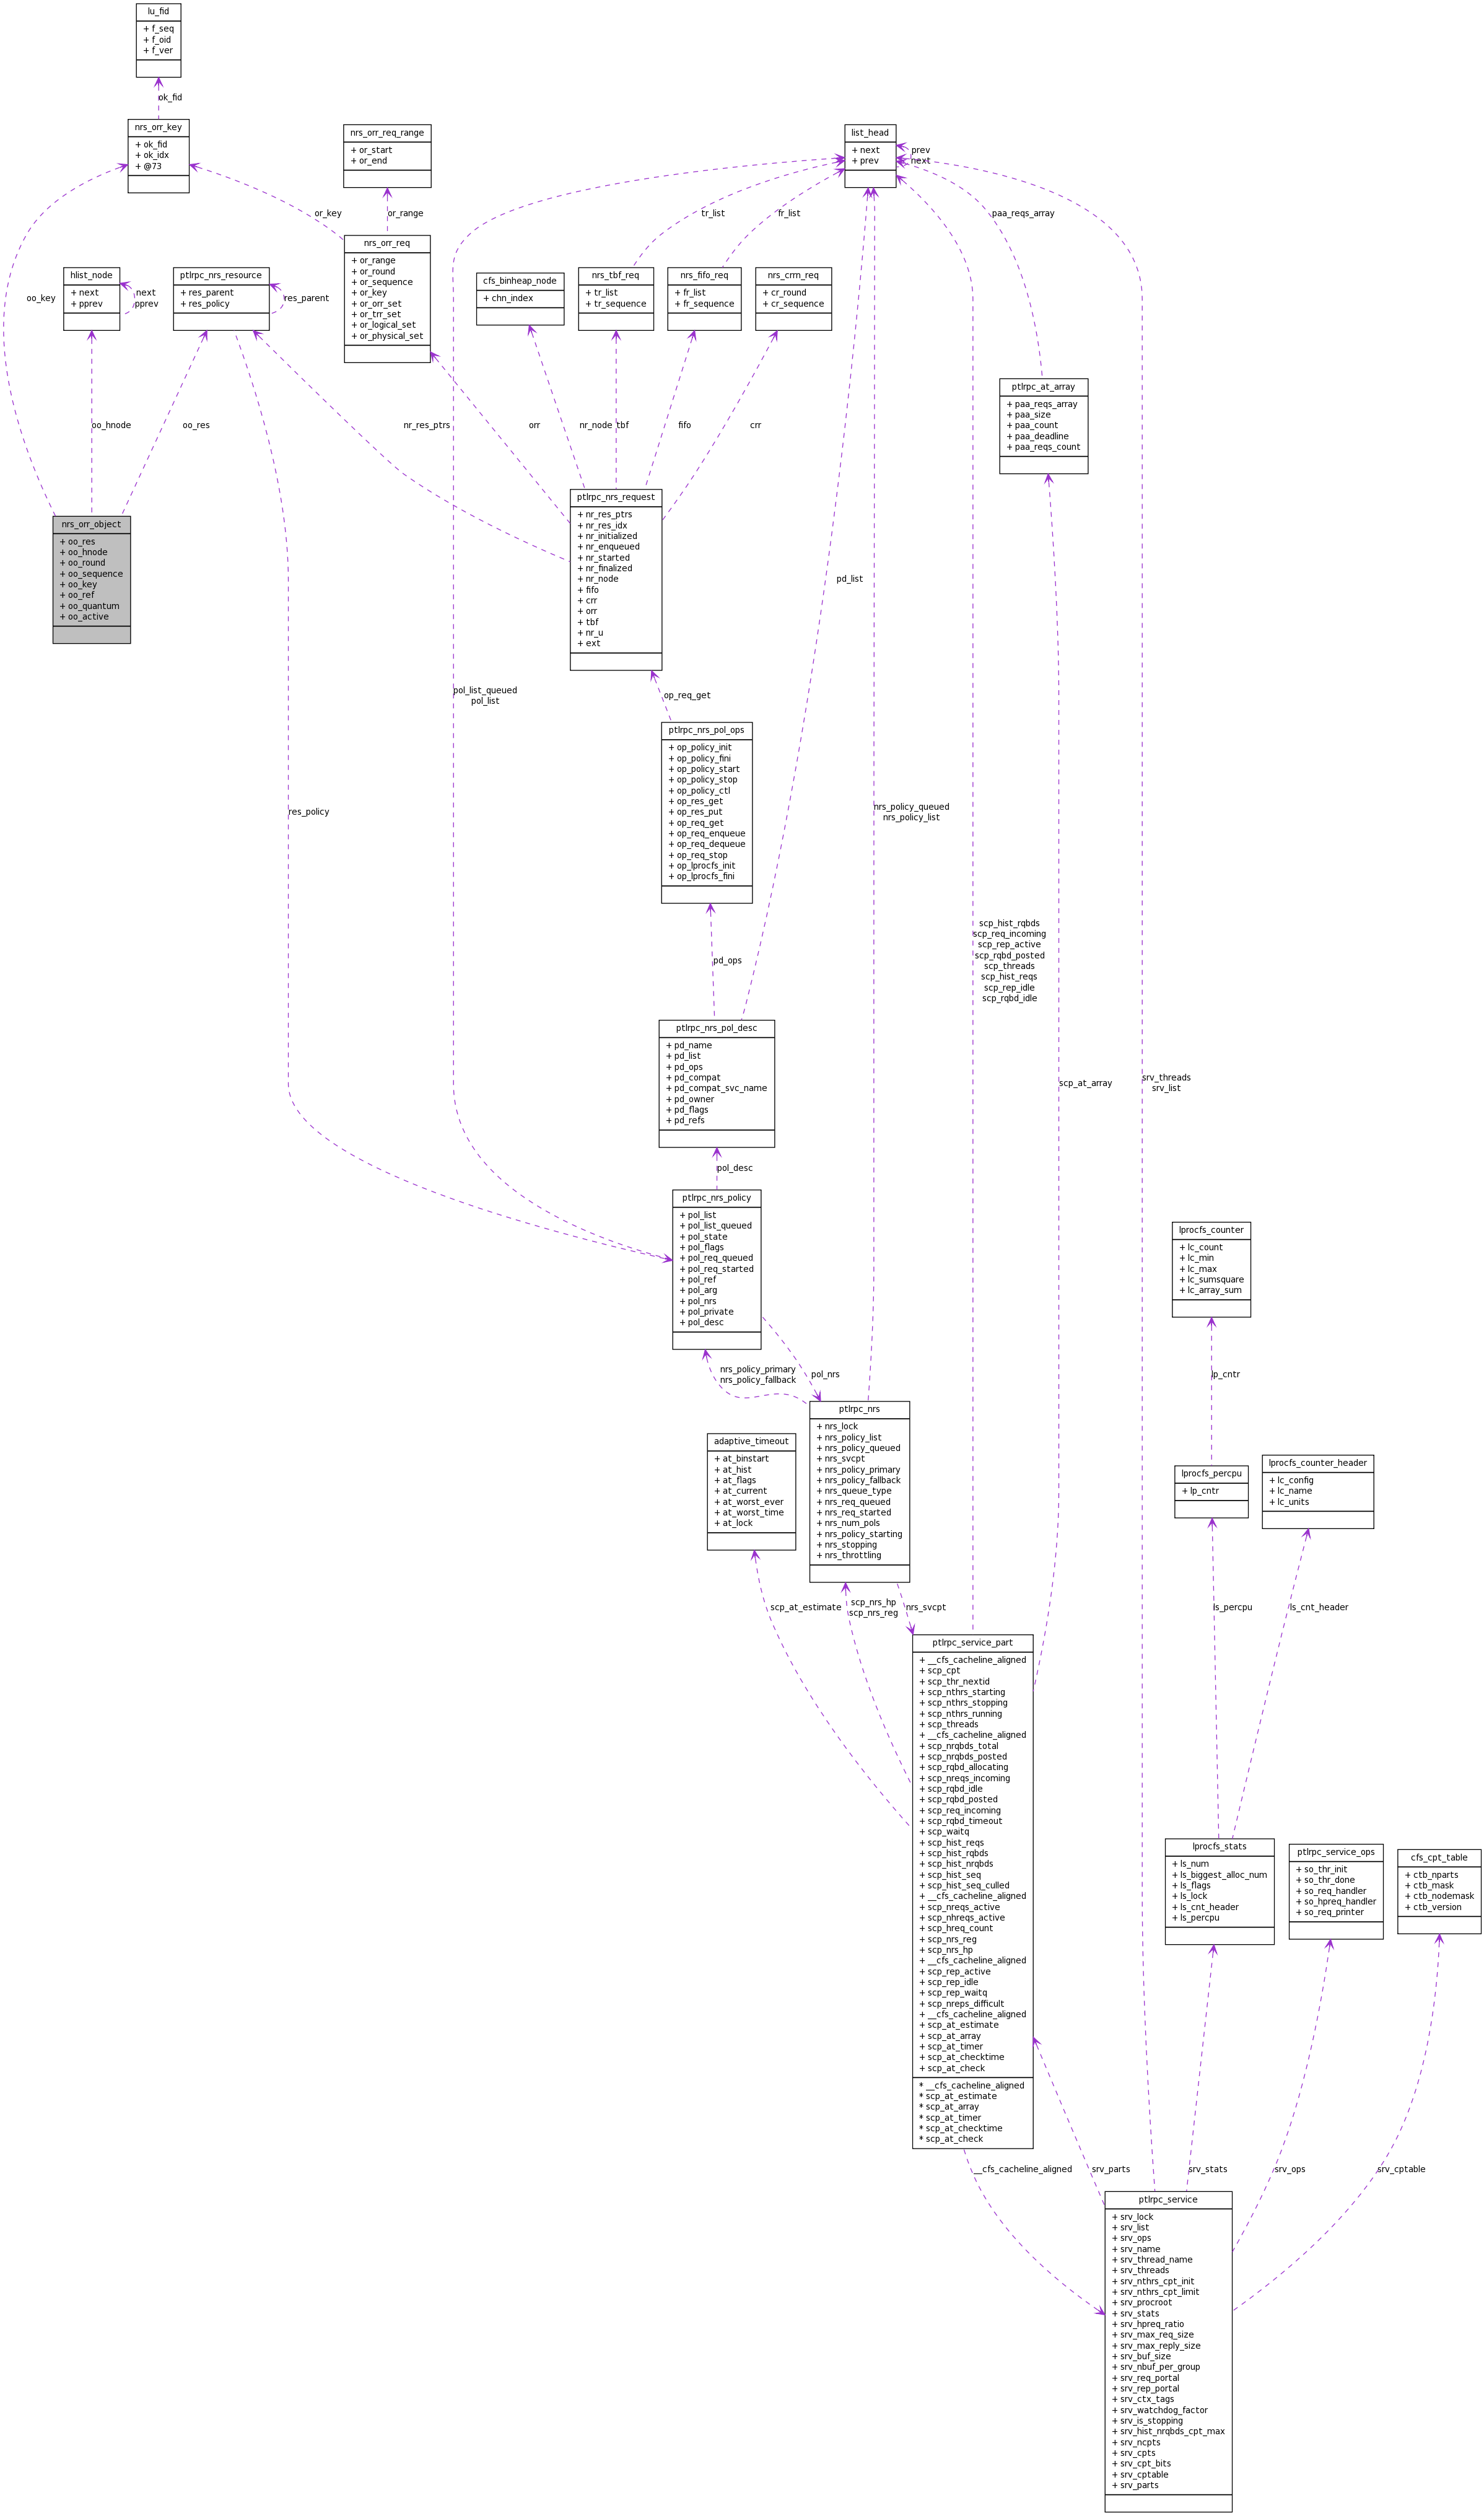 lu_fid
+ f_seq
+ f_oid
+ f_ver
ok_fid
nrs_orr_key
+ ok_fid
+ ok_idx
+ @73
nrs_orr_req_range
+ or_start
+ or_end
list_head
+ next
+ prev
prev
next
or_key
or_range
tr_list
fr_list
paa_reqs_array
nrs_orr_req
+ or_range
+ or_round
+ or_sequence
+ or_key
+ or_orr_set
+ or_trr_set
+ or_logical_set
+ or_physical_set
hlist_node
+ next
+ pprev
next
pprev
ptlrpc_nrs_resource
+ res_parent
+ res_policy
res_parent
cfs_binheap_node
+ chn_index
nrs_tbf_req
+ tr_list
+ tr_sequence
nrs_fifo_req
+ fr_list
+ fr_sequence
nrs_crm_req
+ cr_round
+ cr_sequence
oo_key
ptlrpc_at_array
+ paa_reqs_array
+ paa_size
+ paa_count
+ paa_deadline
+ paa_reqs_count
oo_hnode
oo_res
nr_res_ptrs
orr
nr_node
tbf
fifo
crr
nrs_orr_object
+ oo_res
+ oo_hnode
+ oo_round
+ oo_sequence
+ oo_key
+ oo_ref
+ oo_quantum
+ oo_active
ptlrpc_nrs_request
+ nr_res_ptrs
+ nr_res_idx
+ nr_initialized
+ nr_enqueued
+ nr_started
+ nr_finalized
+ nr_node
+ fifo
+ crr
+ orr
+ tbf
+ nr_u
+ ext
pd_list
pol_list_queued
pol_list
op_req_get
ptlrpc_nrs_pol_ops
+ op_policy_init
+ op_policy_fini
+ op_policy_start
+ op_policy_stop
+ op_policy_ctl
+ op_res_get
+ op_res_put
+ op_req_get
+ op_req_enqueue
+ op_req_dequeue
+ op_req_stop
+ op_lprocfs_init
+ op_lprocfs_fini
res_policy
nrs_policy_queued
nrs_policy_list
pd_ops
scp_hist_rqbds
scp_req_incoming
scp_rep_active
scp_rqbd_posted
scp_threads
scp_hist_reqs
scp_rep_idle
scp_rqbd_idle
ptlrpc_nrs_pol_desc
+ pd_name
+ pd_list
+ pd_ops
+ pd_compat
+ pd_compat_svc_name
+ pd_owner
+ pd_flags
+ pd_refs
scp_at_array
srv_threads
srv_list
pol_desc
ptlrpc_nrs_policy
+ pol_list
+ pol_list_queued
+ pol_state
+ pol_flags
+ pol_req_queued
+ pol_req_started
+ pol_ref
+ pol_arg
+ pol_nrs
+ pol_private
+ pol_desc
lprocfs_counter
+ lc_count
+ lc_min
+ lc_max
+ lc_sumsquare
+ lc_array_sum
nrs_policy_primary
nrs_policy_fallback
pol_nrs
lp_cntr
ptlrpc_nrs
+ nrs_lock
+ nrs_policy_list
+ nrs_policy_queued
+ nrs_svcpt
+ nrs_policy_primary
+ nrs_policy_fallback
+ nrs_queue_type
+ nrs_req_queued
+ nrs_req_started
+ nrs_num_pols
+ nrs_policy_starting
+ nrs_stopping
+ nrs_throttling
adaptive_timeout
+ at_binstart
+ at_hist
+ at_flags
+ at_current
+ at_worst_ever
+ at_worst_time
+ at_lock
lprocfs_percpu
+ lp_cntr
lprocfs_counter_header
+ lc_config
+ lc_name
+ lc_units
scp_at_estimate
scp_nrs_hp
scp_nrs_reg
nrs_svcpt
ls_percpu
ls_cnt_header
ptlrpc_service_part
+ __cfs_cacheline_aligned
+ scp_cpt
+ scp_thr_nextid
+ scp_nthrs_starting
+ scp_nthrs_stopping
+ scp_nthrs_running
+ scp_threads
+ __cfs_cacheline_aligned
+ scp_nrqbds_total
+ scp_nrqbds_posted
+ scp_rqbd_allocating
+ scp_nreqs_incoming
+ scp_rqbd_idle
+ scp_rqbd_posted
+ scp_req_incoming
+ scp_rqbd_timeout
+ scp_waitq
+ scp_hist_reqs
+ scp_hist_rqbds
+ scp_hist_nrqbds
+ scp_hist_seq
+ scp_hist_seq_culled
+ __cfs_cacheline_aligned
+ scp_nreqs_active
+ scp_nhreqs_active
+ scp_hreq_count
+ scp_nrs_reg
+ scp_nrs_hp
+ __cfs_cacheline_aligned
+ scp_rep_active
+ scp_rep_idle
+ scp_rep_waitq
+ scp_nreps_difficult
+ __cfs_cacheline_aligned
+ scp_at_estimate
+ scp_at_array
+ scp_at_timer
+ scp_at_checktime
+ scp_at_check
* __cfs_cacheline_aligned
* scp_at_estimate
* scp_at_array
* scp_at_timer
* scp_at_checktime
* scp_at_check
lprocfs_stats
+ ls_num
+ ls_biggest_alloc_num
+ ls_flags
+ ls_lock
+ ls_cnt_header
+ ls_percpu
ptlrpc_service_ops
+ so_thr_init
+ so_thr_done
+ so_req_handler
+ so_hpreq_handler
+ so_req_printer
cfs_cpt_table
+ ctb_nparts
+ ctb_mask
+ ctb_nodemask
+ ctb_version
__cfs_cacheline_aligned
srv_parts
srv_stats
srv_ops
srv_cptable
ptlrpc_service
+ srv_lock
+ srv_list
+ srv_ops
+ srv_name
+ srv_thread_name
+ srv_threads
+ srv_nthrs_cpt_init
+ srv_nthrs_cpt_limit
+ srv_procroot
+ srv_stats
+ srv_hpreq_ratio
+ srv_max_req_size
+ srv_max_reply_size
+ srv_buf_size
+ srv_nbuf_per_group
+ srv_req_portal
+ srv_rep_portal
+ srv_ctx_tags
+ srv_watchdog_factor
+ srv_is_stopping
+ srv_hist_nrqbds_cpt_max
+ srv_ncpts
+ srv_cpts
+ srv_cpt_bits
+ srv_cptable
+ srv_parts